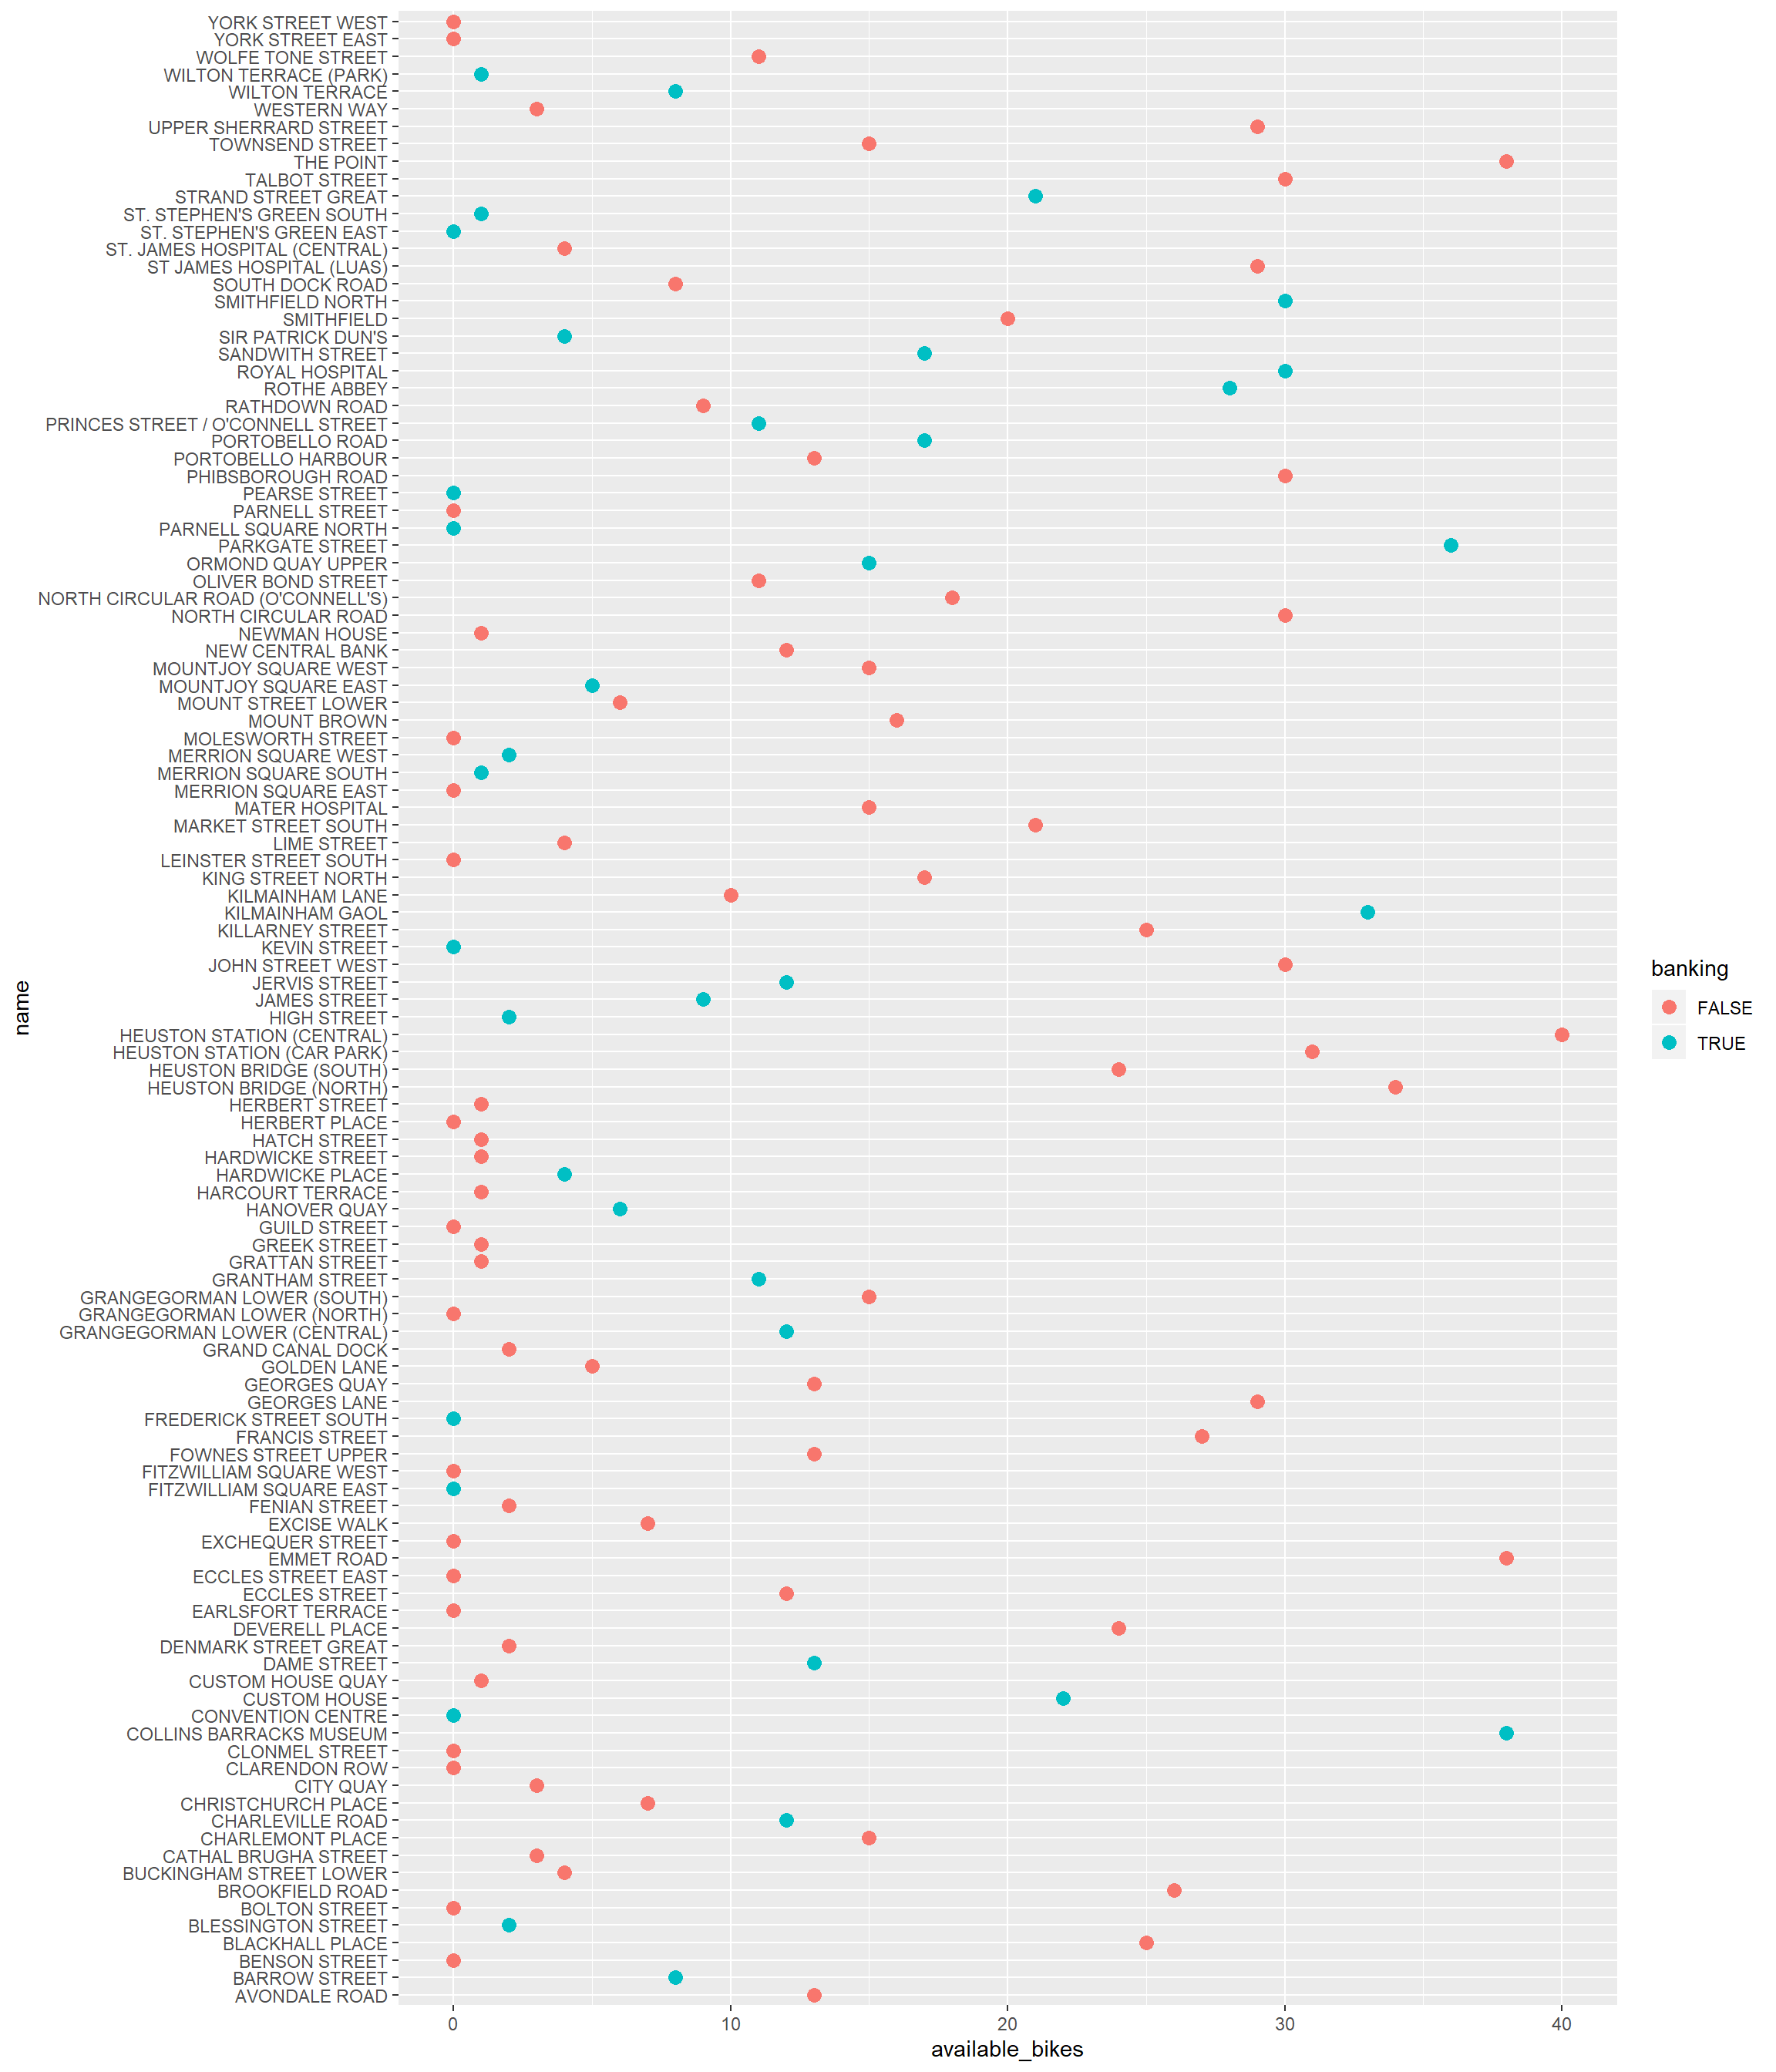 YORK STREET WEST
YORK STREET EAST
WOLFE TONE STREET
WILTON TERRACE (PARK)
WILTON TERRACE
WESTERN WAY
UPPER SHERRARD STREET
TOWNSEND STREET
THE POINT
TALBOT STREET
STRAND STREET GREAT
ST. STEPHEN'S GREEN SOUTH
ST. STEPHEN'S GREEN EAST
ST. JAMES HOSPITAL (CENTRAL)
ST JAMES HOSPITAL (LUAS)
SOUTH DOCK ROAD
SMITHFIELD NORTH
SMITHFIELD
SIR PATRICK DUN'S
SANDWITH STREET
ROYAL HOSPITAL
ROTHE ABBEY
RATHDOWN ROAD
PRINCES STREET / O'CONNELL STREET
PORTOBELLO ROAD
PORTOBELLO HARBOUR
PHIBSBOROUGH ROAD
PEARSE STREET
PARNELL STREET
PARNELL SQUARE NORTH
PARKGATE STREET
ORMOND QUAY UPPER
OLIVER BOND STREET
NORTH CIRCULAR ROAD (O'CONNELL'S)
NORTH CIRCULAR ROAD
NEWMAN HOUSE
NEW CENTRAL BANK
MOUNTJOY SQUARE WEST
MOUNTJOY SQUARE EAST
MOUNT STREET LOWER
MOUNT BROWN
MOLESWORTH STREET
MERRION SQUARE WEST
MERRION SQUARE SOUTH
MERRION SQUARE EAST
MATER HOSPITAL
MARKET STREET SOUTH
LIME STREET
LEINSTER STREET SOUTH
KING STREET NORTH
KILMAINHAM LANE
KILMAINHAM GAOL
KILLARNEY STREET
KEVIN STREET
JOHN STREET WEST
JERVIS STREET
JAMES STREET
HIGH STREET
HEUSTON STATION (CENTRAL)
HEUSTON STATION (CAR PARK)
HEUSTON BRIDGE (SOUTH)
HEUSTON BRIDGE (NORTH)
HERBERT STREET
HERBERT PLACE
HATCH STREET
HARDWICKE STREET
HARDWICKE PLACE
HARCOURT TERRACE
HANOVER QUAY
GUILD STREET
GREEK STREET
GRATTAN STREET
GRANTHAM STREET
GRANGEGORMAN LOWER (SOUTH)
GRANGEGORMAN LOWER (NORTH)
GRANGEGORMAN LOWER (CENTRAL)
GRAND CANAL DOCK
GOLDEN LANE
GEORGES QUAY
GEORGES LANE
FREDERICK STREET SOUTH
FRANCIS STREET
FOWNES STREET UPPER
FITZWILLIAM SQUARE WEST
FITZWILLIAM SQUARE EAST
FENIAN STREET
EXCISE WALK
EXCHEQUER STREET
EMMET ROAD
ECCLES STREET EAST
ECCLES STREET
EARLSFORT TERRACE
DEVERELL PLACE
DENMARK STREET GREAT
DAME STREET
CUSTOM HOUSE QUAY
CUSTOM HOUSE
CONVENTION CENTRE
COLLINS BARRACKS MUSEUM
CLONMEL STREET
CLARENDON ROW
CITY QUAY
CHRISTCHURCH PLACE
CHARLEVILLE ROAD
CHARLEMONT PLACE
CATHAL BRUGHA STREET
BUCKINGHAM STREET LOWER
BROOKFIELD ROAD
BOLTON STREET
BLESSINGTON STREET
BLACKHALL PLACE
BENSON STREET
BARROW STREET
AVONDALE ROAD
name
0 10 20 30 40
available_bikes
banking
FALSE
TRUE